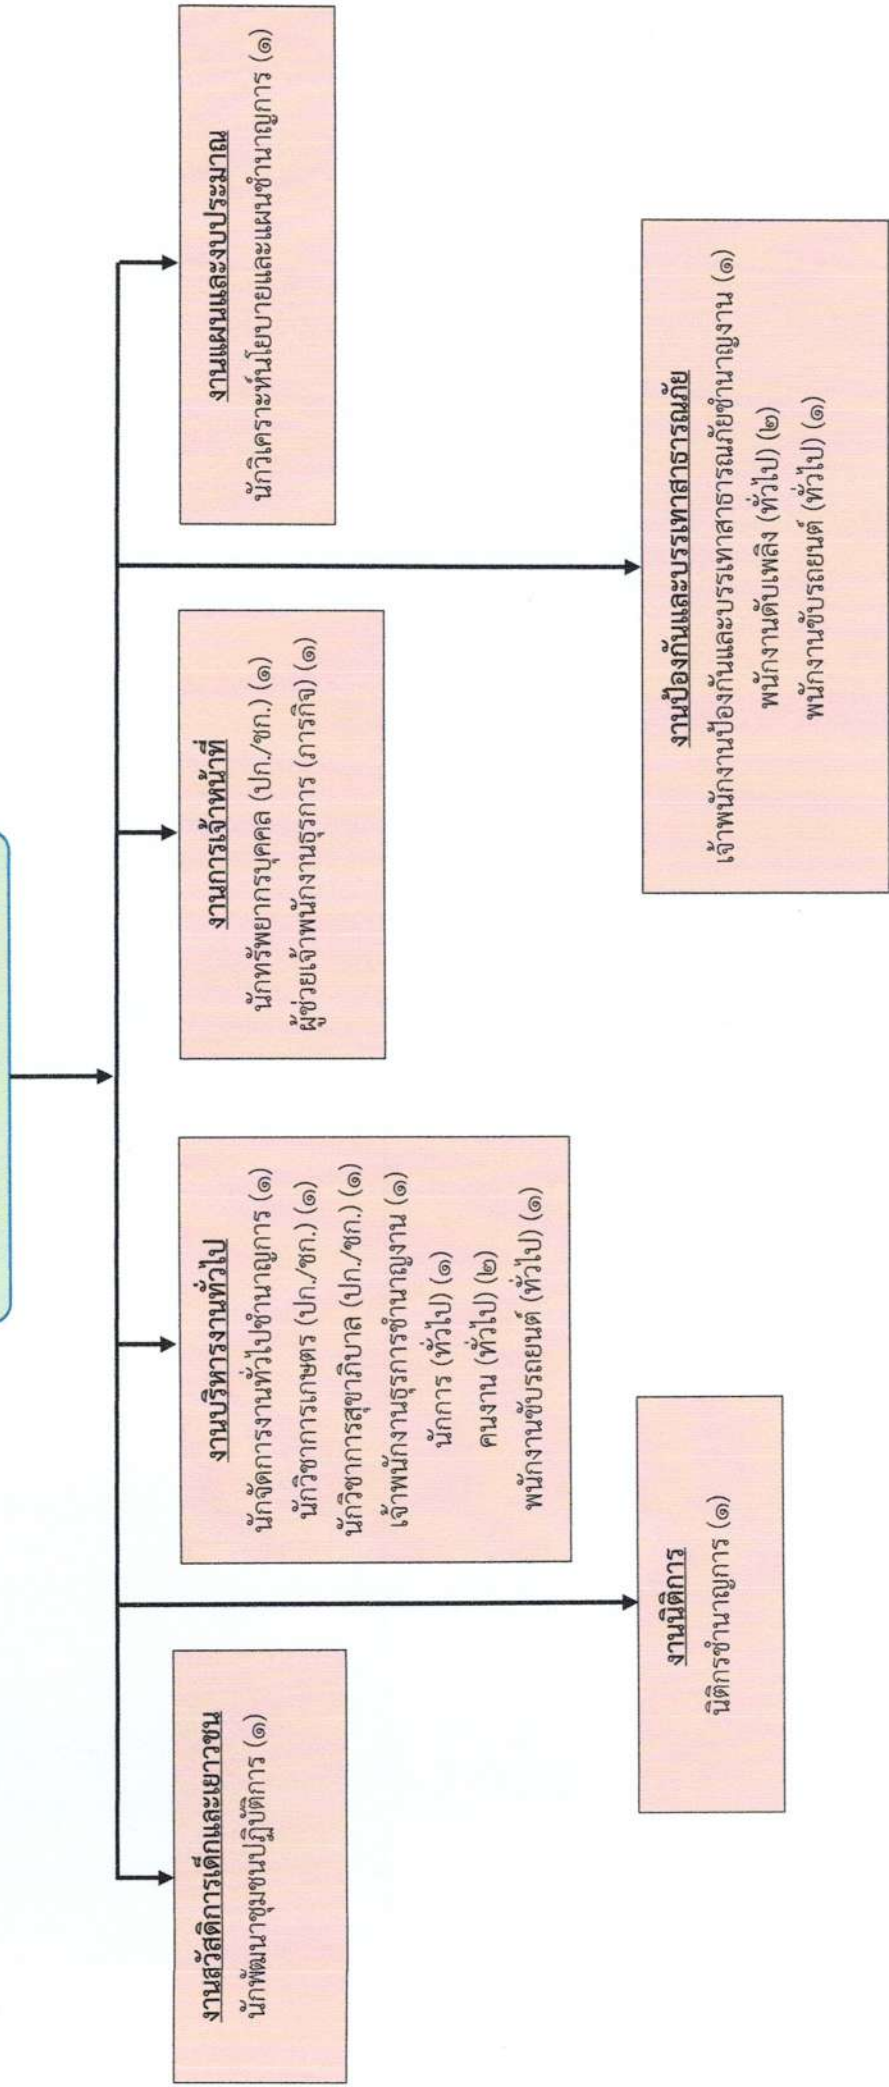 งานสวัสดิการเด็กและเยาวชน
นักพัฒนาชุมชนปฏิบัติการ (๑)
งานบริหารงานทั่วไป
นักจัดการงานทั่วไปชำนาญการ (๑)
นักวิชาการเกษตร (ปก./ชก.) (๑)
นักวิชาการสุขาภิบาล (ปก./ชก.) (๑)
เจ้าพนักงานธุรการชำนาญงาน (๑)
นักการ (ทั่วไป) (๑)
คนงาน (ทั่วไป) (๒)
พนักงานขับรถยนต์ (ทั่วไป) (๑)
งานการเจ้าหน้าที่
นักทรัพยากรบุคคล (ปก./ชก.) (๑)
ผู้ช่วยเจ้าพนักงานธุรการ (ภารกิจ) (๑)
งานแผนและงบประมาณ
นักวิเคราะห์นโยบายและแผนชำนาญการ (๑)
งานนิติการ
นิติกรชำนาญการ (๑)
งานป้องกันและบรรเทาสาธารณภัย
เจ้าพนักงานป้องกันและบรรเทาสาธารณภัยชำนาญงาน (๑)
พนักงานดับเพลิง (ทั่วไป) (๒)
พนักงานขับรถยนต์ (ทั่วไป) (๑)